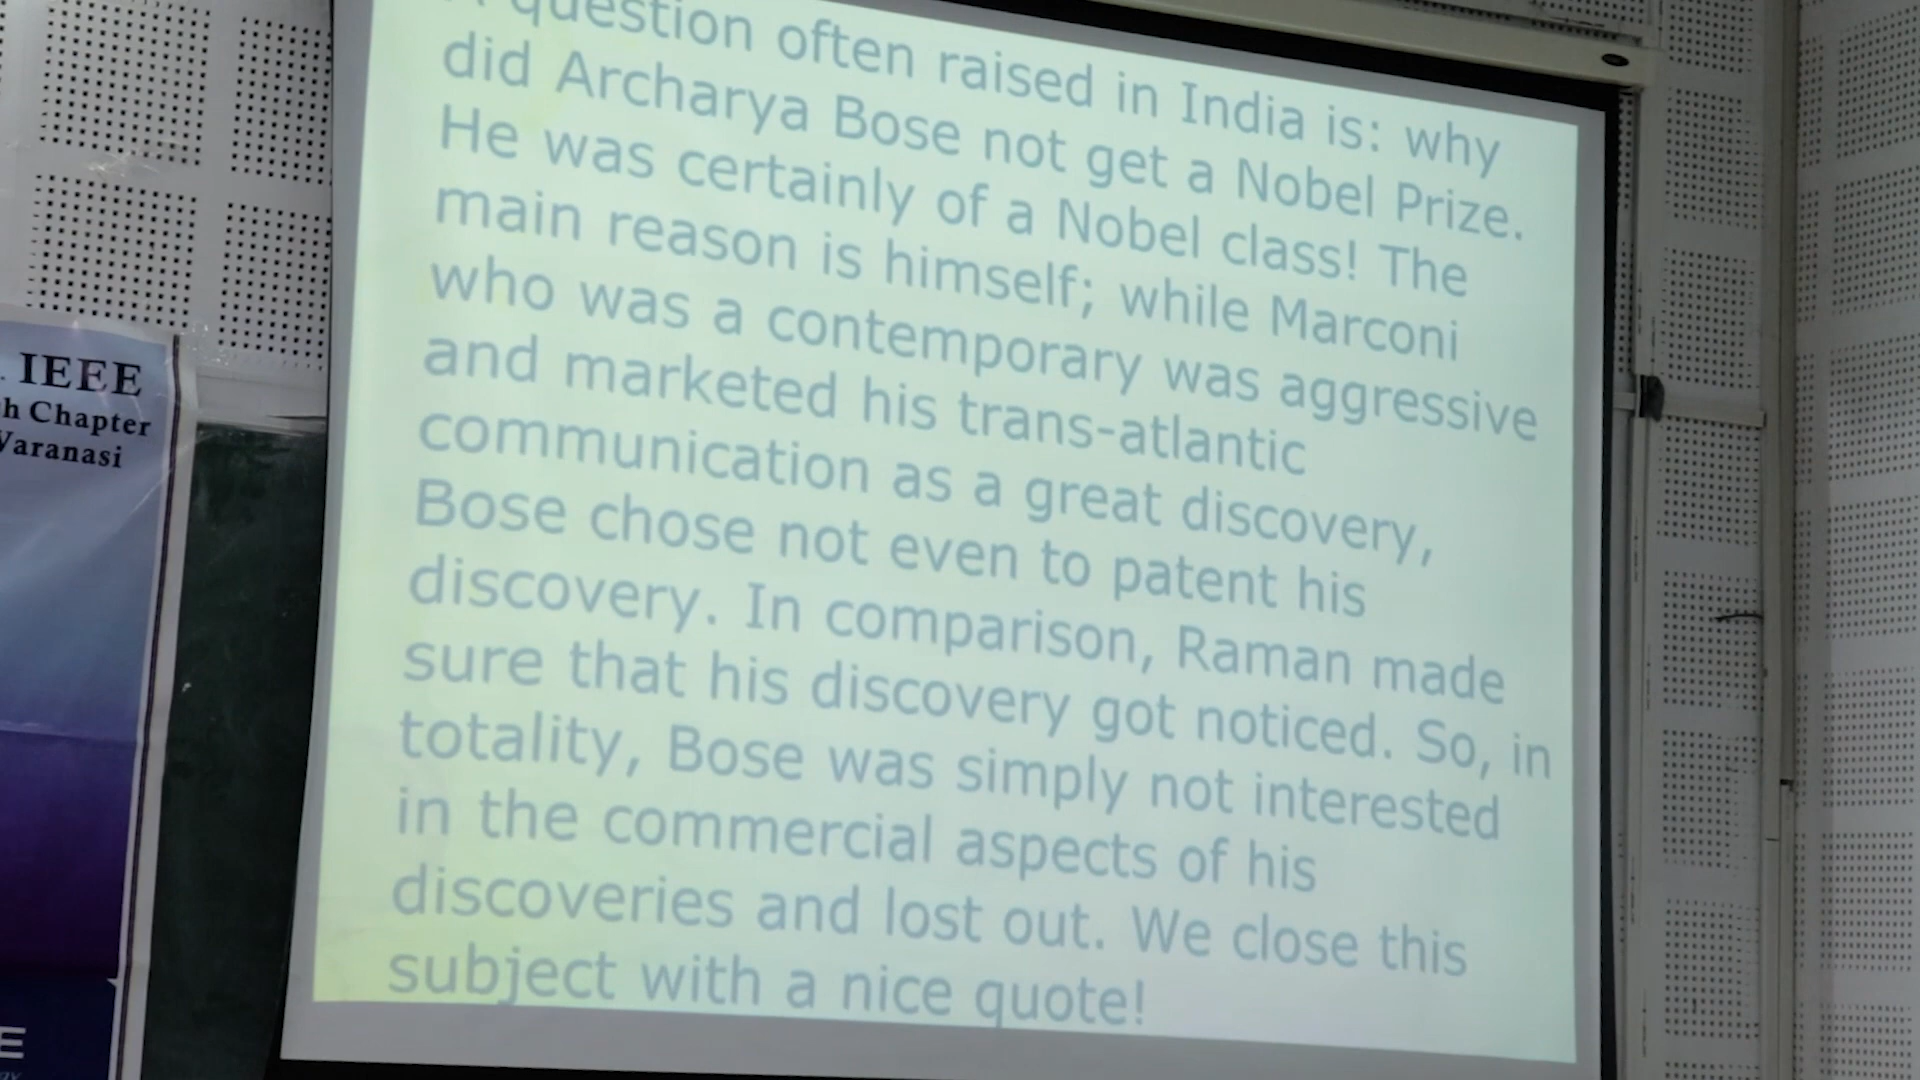 question often raised in India is: why
did Archarya Bose not get a Nobel Prize.
He was certainly of a Nobel class! The
main reason is himself; while Marconi
who was a contemporary was aggressive
and marketed his trans-atlantic
communication as a great discovery,
Bose chose not even to patent his
discovery. In comparison, Raman made
sure that his discovery got noticed. So, in
totality, Bose was simply not interested
in the commercial aspects of his
discoveries and lost out. We close this
subject with a nice quote!
IEEE
h Chapter
Varanasi
E